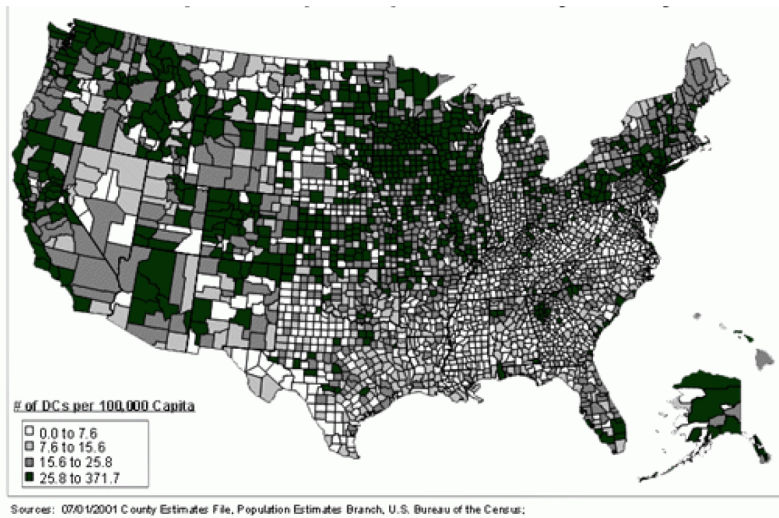 # of DCs per 100,000 Capita
0.0 to 7.6
7.6 to 15.6
15.6 to 25.8
25.8 to 371.7
Sources: 07/01/2001 County Estimates File, Population Estimates Branch, U.S. Bureau of the Census;